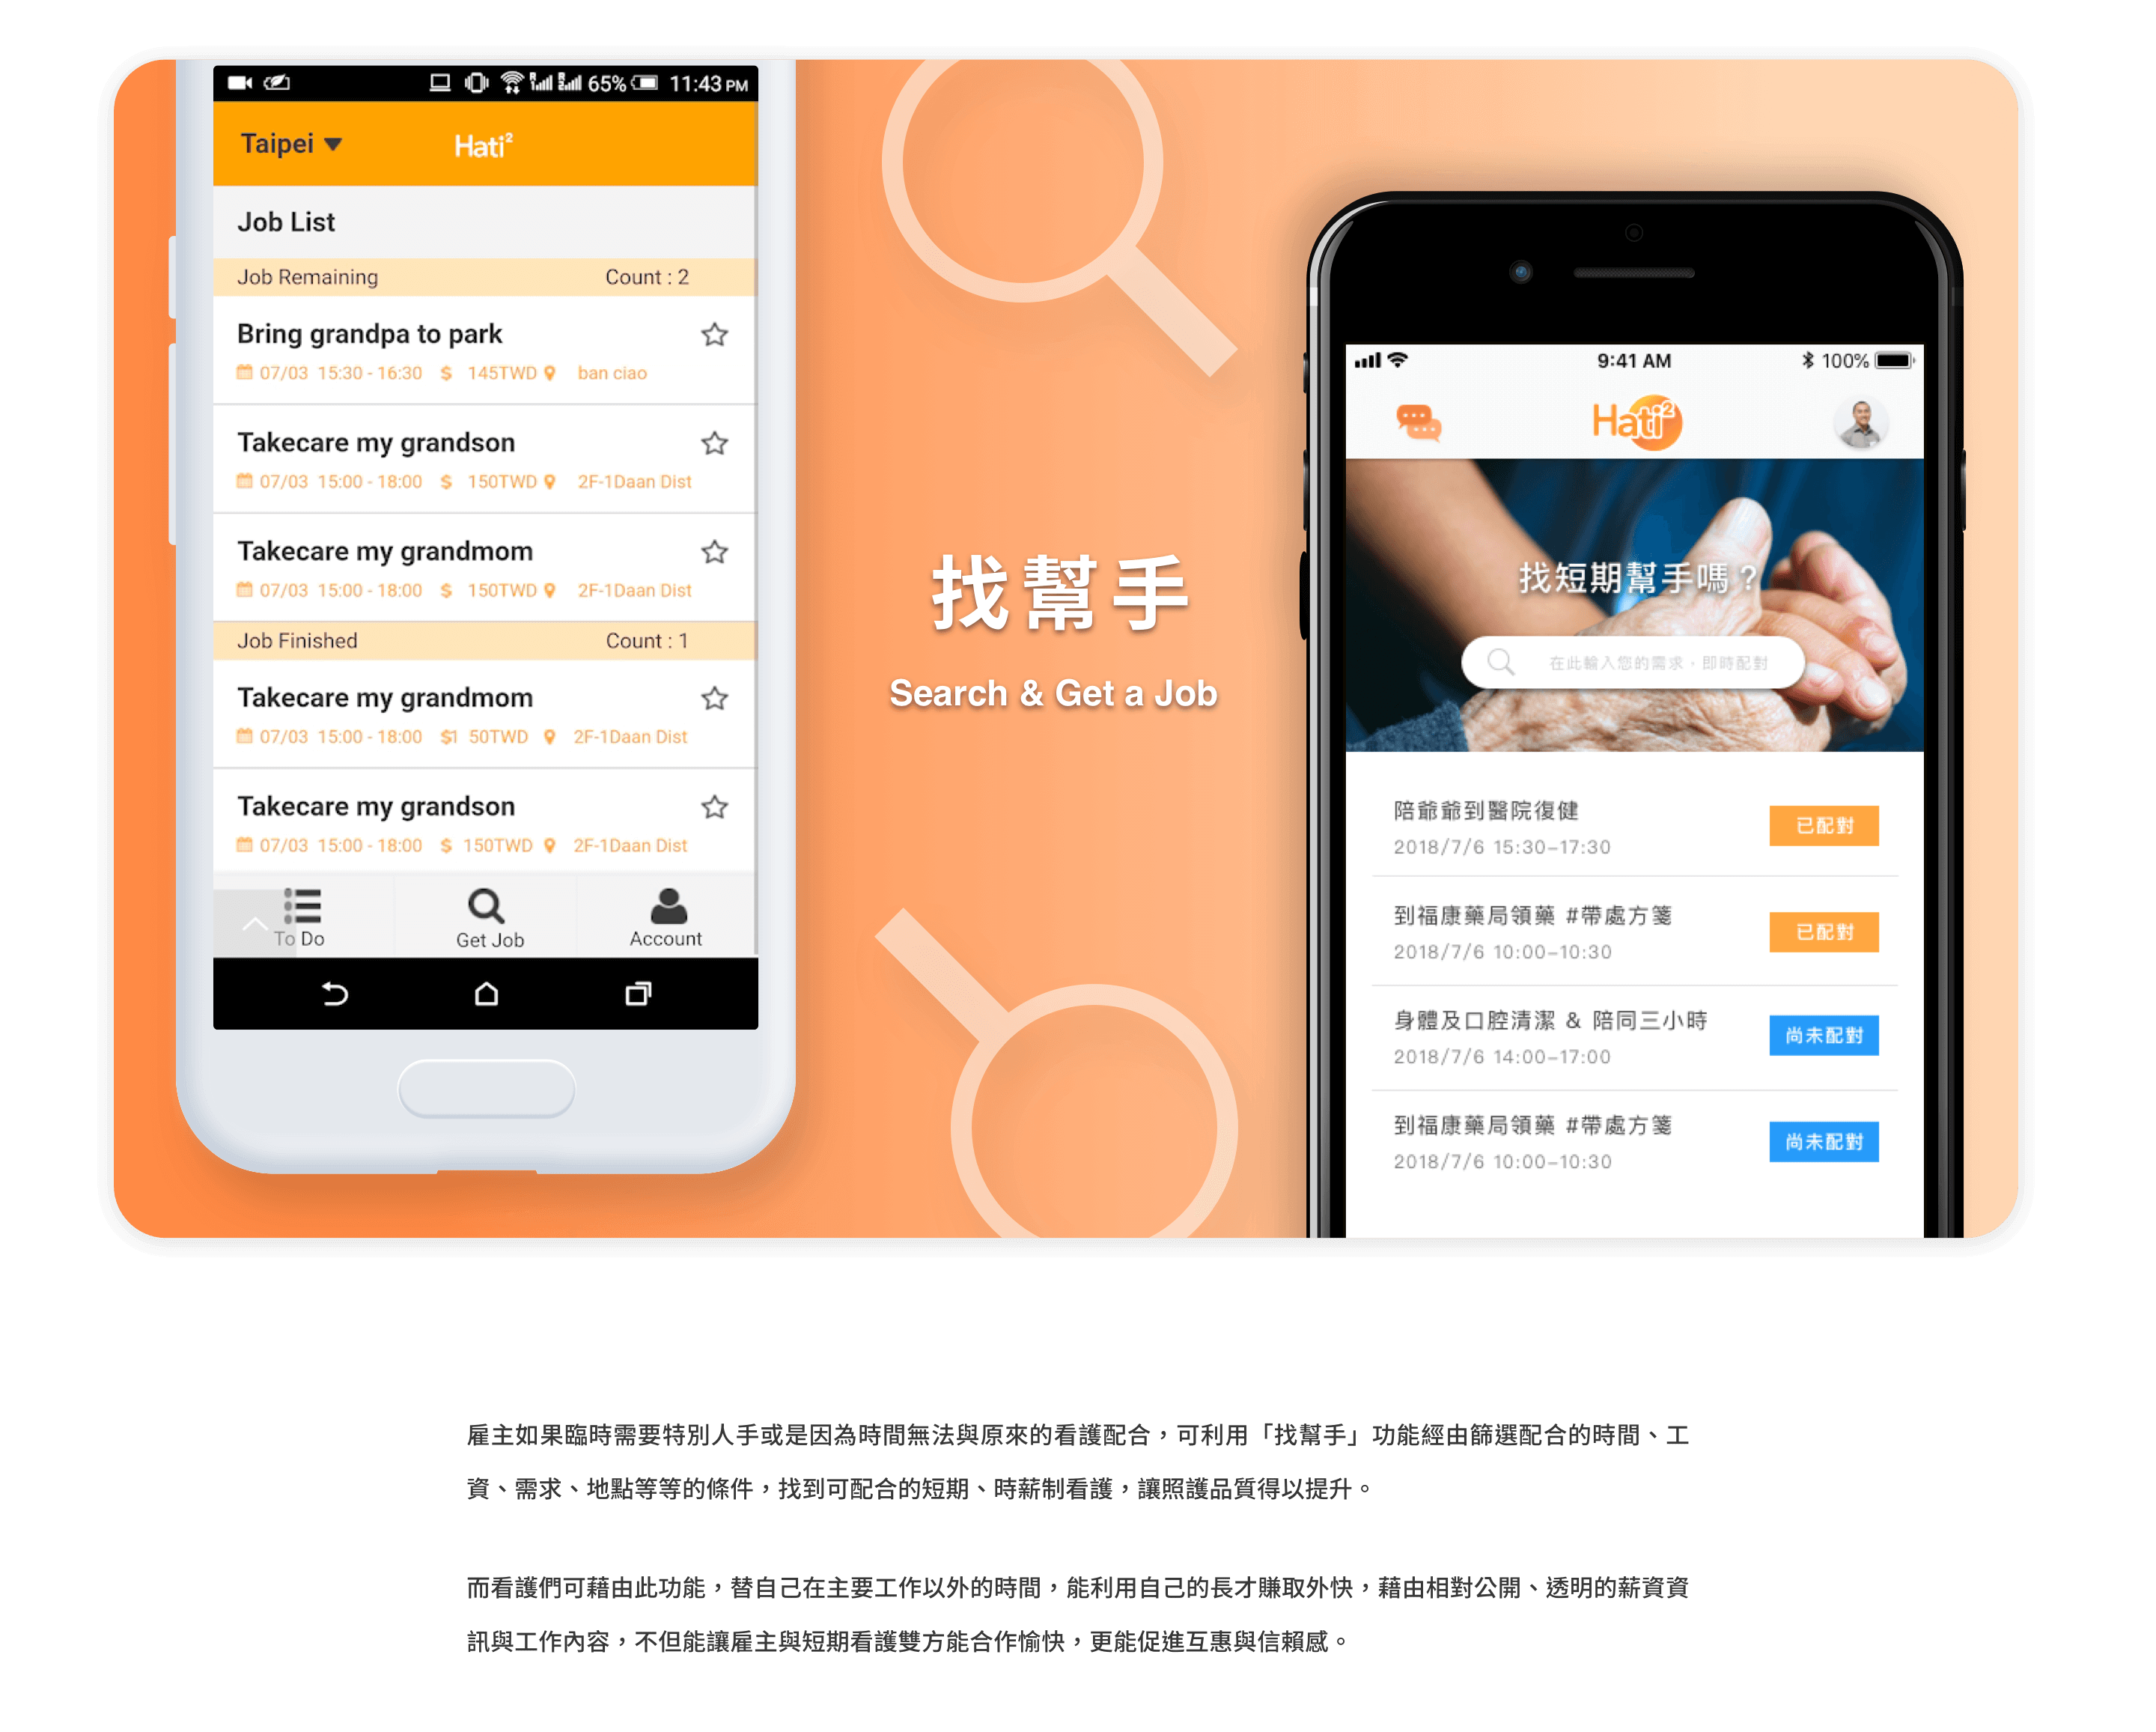 65% 11:43 PM
Taipei
Hati²
Job List
Job Remaining Count : 2
Bring grandpa to park
07/03 15:30 - 16:30 $ 145TWD ban ciao
Takecare my grandson
07/03 15:00 - 18:00 $ 150TWD 2F-1Daan Dist
Takecare my grandmom
07/03 15:00 - 18:00 $ 150TWD 2F-1Daan Dist
Job Finished Count : 1
Takecare my grandmom
07/03 15:00 - 18:00 $1 50TWD 2F-1Daan Dist
Takecare my grandson
07/03 15:00 - 18:00 $ 150TWD 2F-1Daan Dist
To Do Get Job Account
找幫手
Search & Get a Job
9:41 AM 100%
Hati²
找短期幫手嗎？
在此輸入您的需求，即時配對
陪爺爺到醫院復健
2018/7/6 15:30-17:30
已配對
到福康藥局領藥 #帶處方箋
2018/7/6 10:00-10:30
已配對
身體及口腔清潔 & 陪同三小時
2018/7/6 14:00-17:00
尚未配對
到福康藥局領藥 #帶處方箋
2018/7/6 10:00-10:30
尚未配對
雇主如果臨時需要特別人手或是因為時間無法與原來的看護配合，可利用「找幫手」功能經由篩選配合的時間、工
資、需求、地點等等的條件，找到可配合的短期、時薪制看護，讓照護品質得以提升。
而看護們可藉由此功能，替自己在主要工作以外的時間，能利用自己的長才賺取外快，藉由相對公開、透明的薪資資
訊與工作內容，不但能讓雇主與短期看護雙方能合作愉快，更能促進互惠與信賴感。